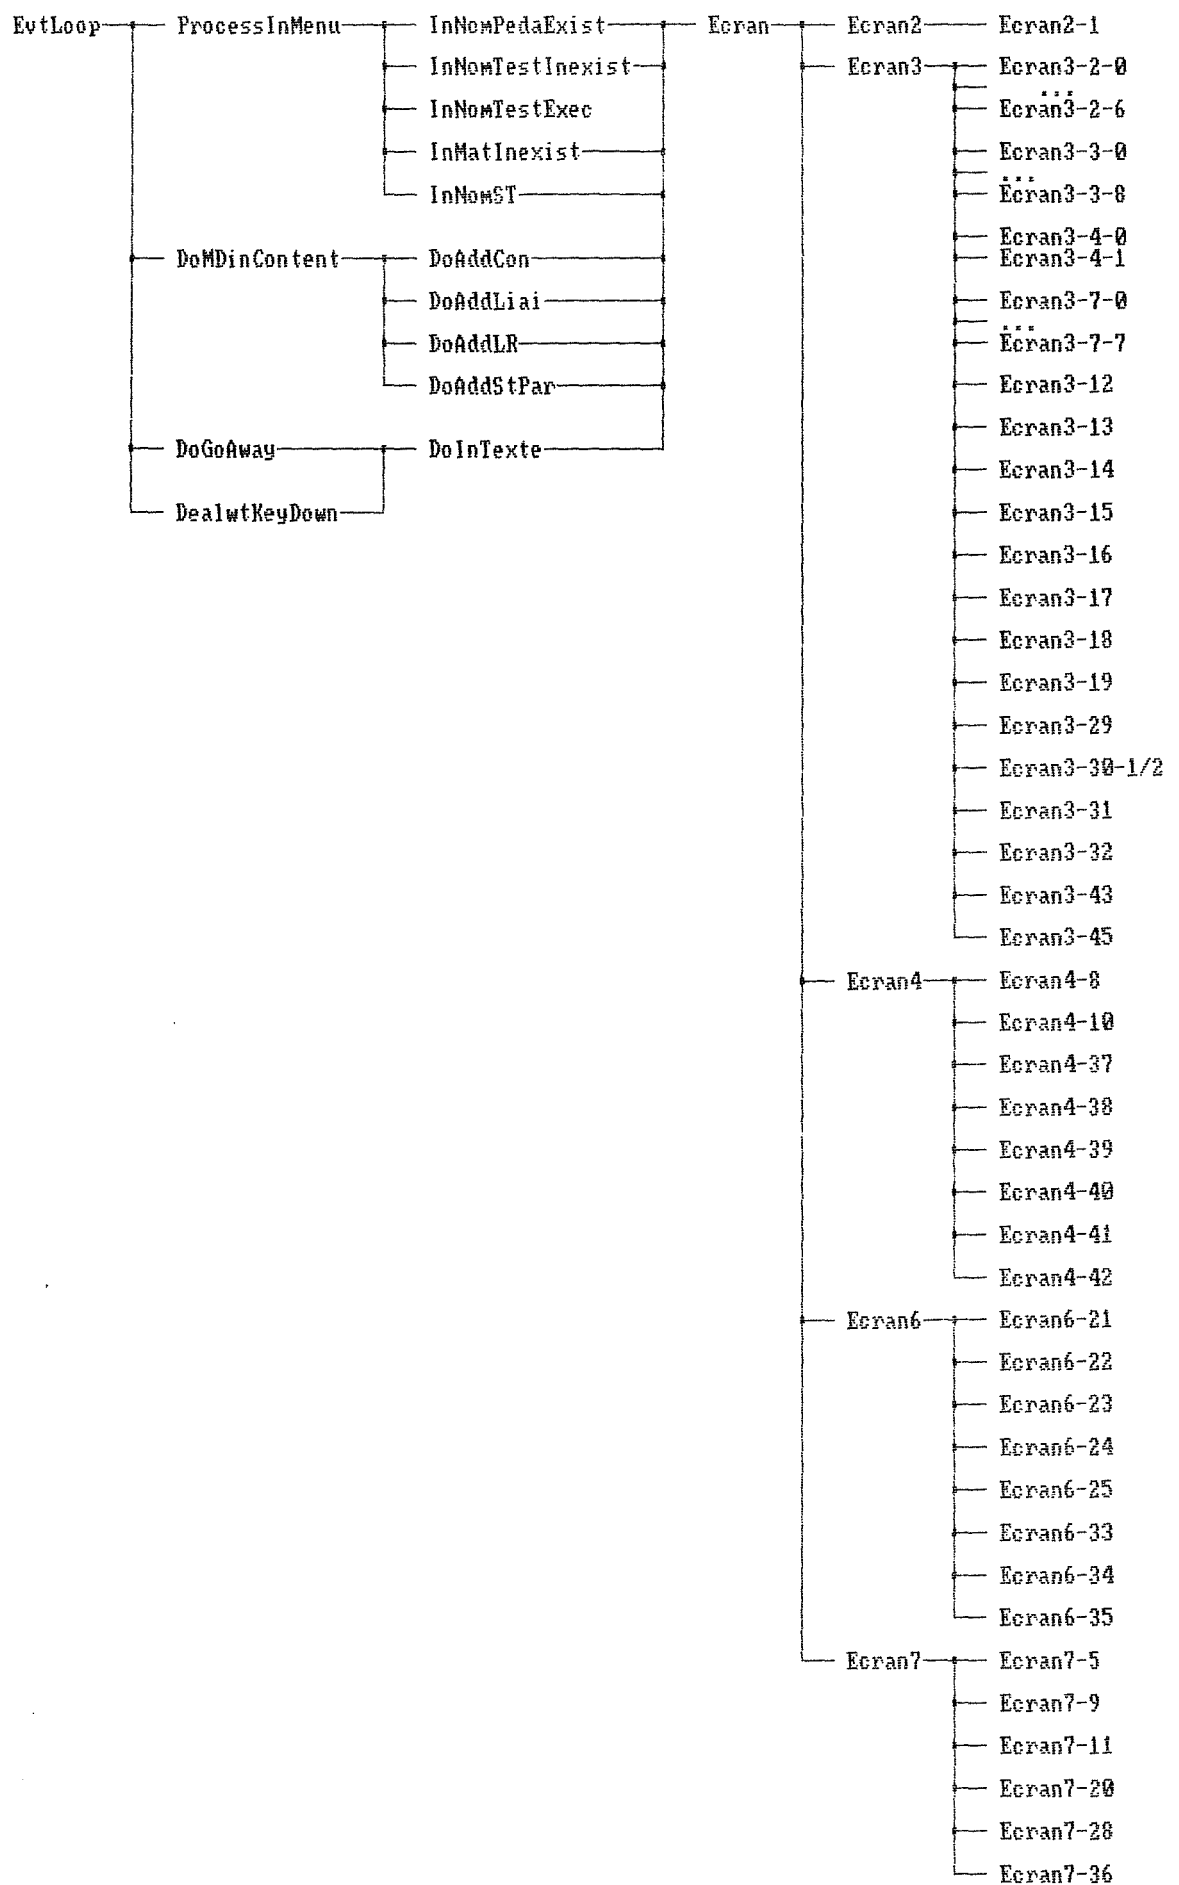 EvtLoop ProcessInMenu InNomPedaExist Ecran Ecran2 Ecran2-1
InNomTestInexist Ecran3 Ecran3-2-0
...
InNomTestExec Ecran3-2-6
InMatInexist Ecran3-3-0
...
InNomST Ecran3-3-8
Ecran3-4-0
DoMDinContent DoAddCon Ecran3-4-1
DoAddLiai Ecran3-7-0
...
DoAddLR Ecran3-7-7
DoAddStPar Ecran3-12
Ecran3-13
DoGoAway DoInTexte
Ecran3-14
DealwtKeyDown Ecran3-15
Ecran3-16
Ecran3-17
Ecran3-18
Ecran3-19
Ecran3-29
Ecran3-30-1/2
Ecran3-31
Ecran3-32
Ecran3-43
Ecran3-45
Ecran4 Ecran4-8
Ecran4-10
Ecran4-37
Ecran4-38
Ecran4-39
Ecran4-40
Ecran4-41
Ecran4-42
Ecran6 Ecran6-21
Ecran6-22
Ecran6-23
Ecran6-24
Ecran6-25
Ecran6-33
Ecran6-34
Ecran6-35
Ecran7 Ecran7-5
Ecran7-9
Ecran7-11
Ecran7-20
Ecran7-28
Ecran7-36